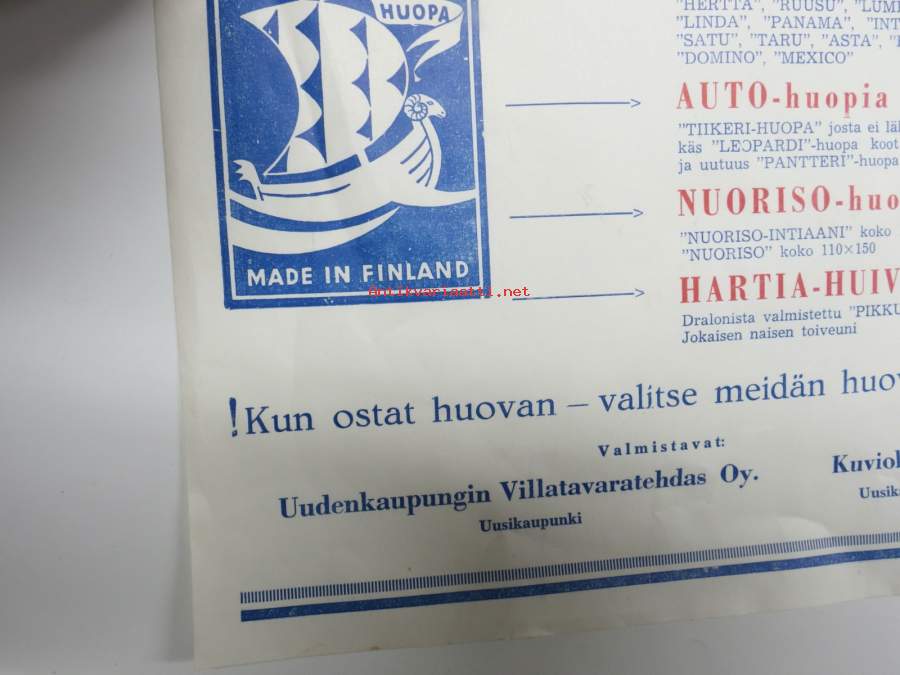 HUOPA
MADE IN FINLAND
"HERTTA", "RUUSU", "LUM
"LINDA", "PANAMA", "INT
"SATU", "TARU", "ASTA",
"DOMINO", "MEXICO"
AUTO-huopia
"TIIKERI-HUOPA" josta ei lä
käs "LEOPARDI"-huopa koot
ja uutuus "PANTTERI"-huopa
NUORISO-huo
"NUORISO-INTIAANI" koko
"NUORISO" koko 110×150
HARTIA-HUIV
Dralonista valmistettu "PIKKU
Jokaisen naisen toiveuni
Antikvariaatti.net
! Kun ostat huovan – valitse meidän huov
Valmistavat:
Uudenkaupungin Villatavaratehdas Oy.
Uusikaupunki
Kuviol
Uusik